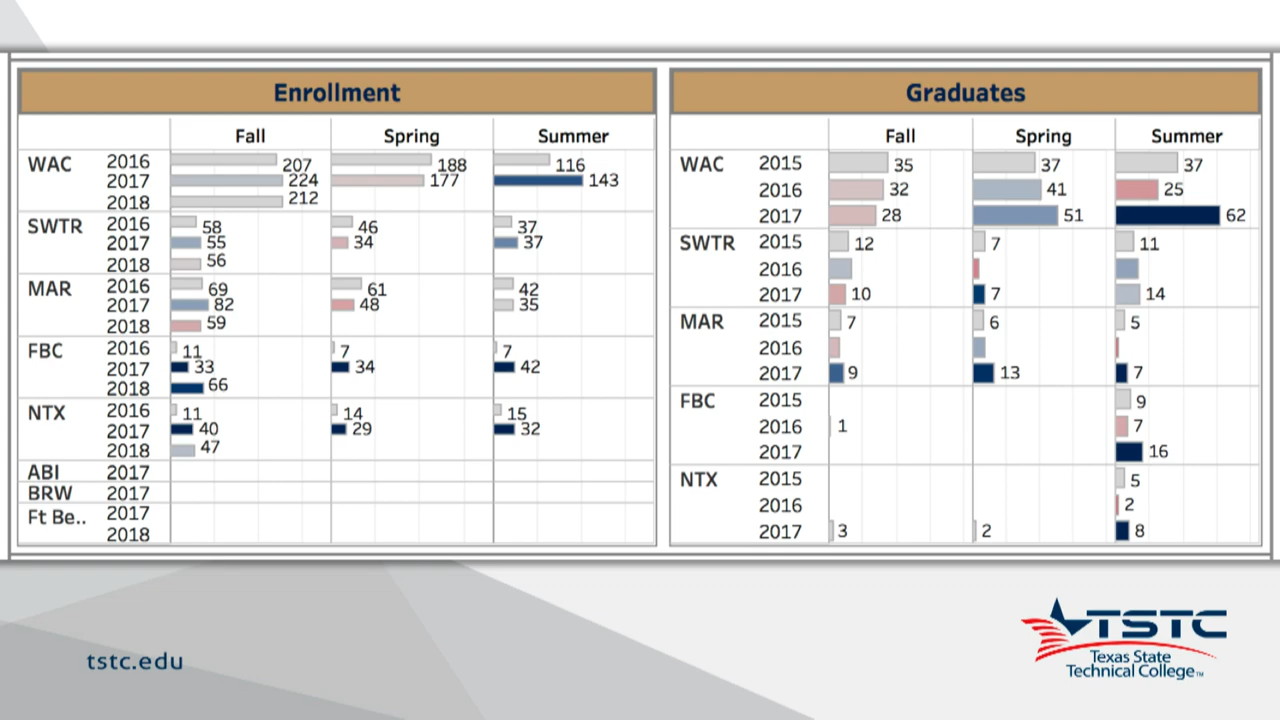 Enrollment
Fall Spring Summer
WAC 2016 207 188 116
2017 224 177 143
2018 212
SWTR 2016 58 46 37
2017 55 34 37
2018 56
MAR 2016 69 61 42
2017 82 48 35
2018 59
FBC 2016 11 7 7
2017 33 34 42
2018 66
NTX 2016 11 14 15
2017 40 29 32
2018 47
ABI 2017
BRW 2017
Ft Be.. 2017
2018
Graduates
Fall Spring Summer
WAC 2015 35 37 37
2016 32 41 25
2017 28 51 62
SWTR 2015 12 7 11
2016
2017 10 7 14
MAR 2015 7 6 5
2016
2017 9 13 7
FBC 2015 9
2016 1 7
2017 16
NTX 2015 5
2016 2
2017 3 2 8
tstc.edu
TSTC
Texas State
Technical College™